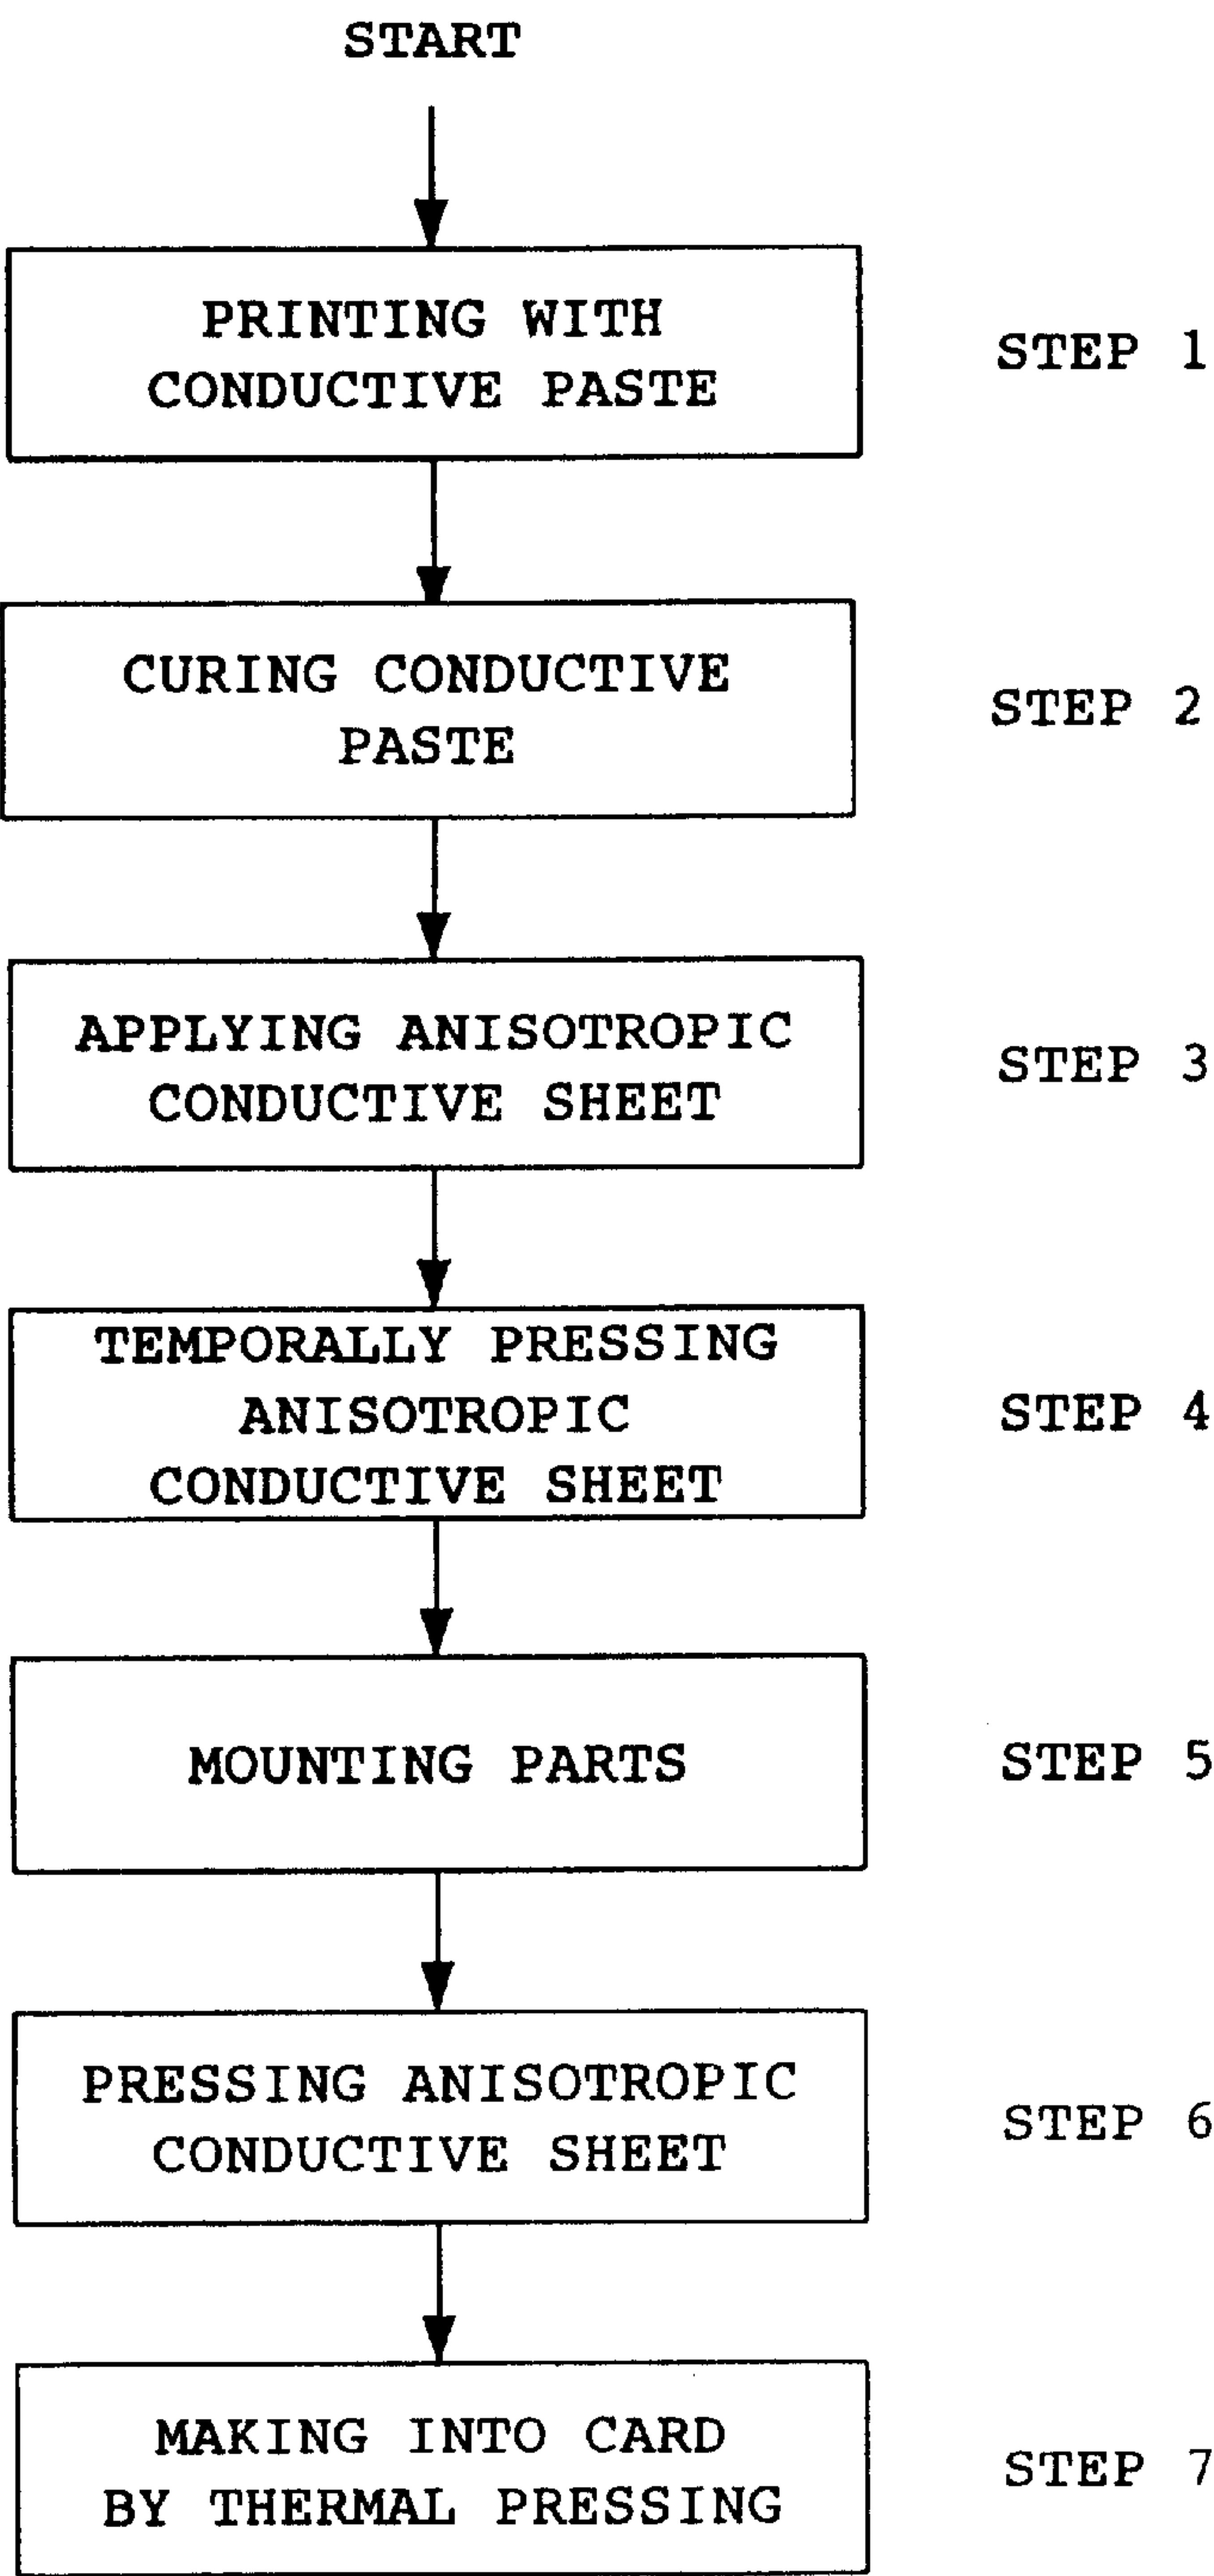 START
PRINTING WITH
CONDUCTIVE PASTE
STEP 1
CURING CONDUCTIVE
PASTE
STEP 2
APPLYING ANISOTROPIC
CONDUCTIVE SHEET
STEP 3
TEMPORALLY PRESSING
ANISOTROPIC
CONDUCTIVE SHEET
STEP 4
MOUNTING PARTS
STEP 5
PRESSING ANISOTROPIC
CONDUCTIVE SHEET
STEP 6
MAKING INTO CARD
BY THERMAL PRESSING
STEP 7